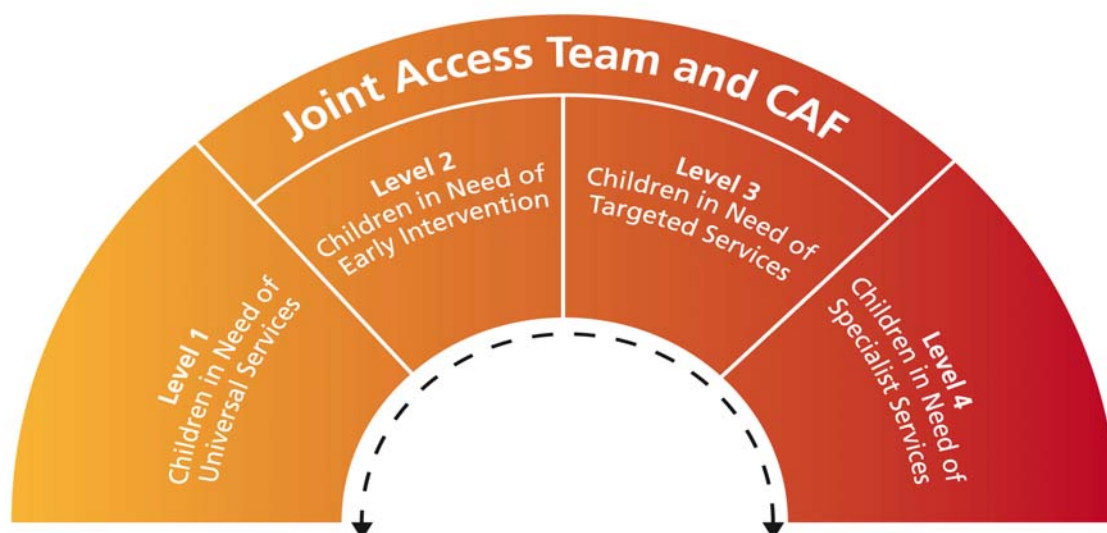 Joint Access Team and CAF
Level 1
Children in Need of
Universal Services
Level 2
Children in Need of
Early Intervention
Level 3
Children in Need of
Targeted Services
Level 4
Children in Need of
Specialist Services